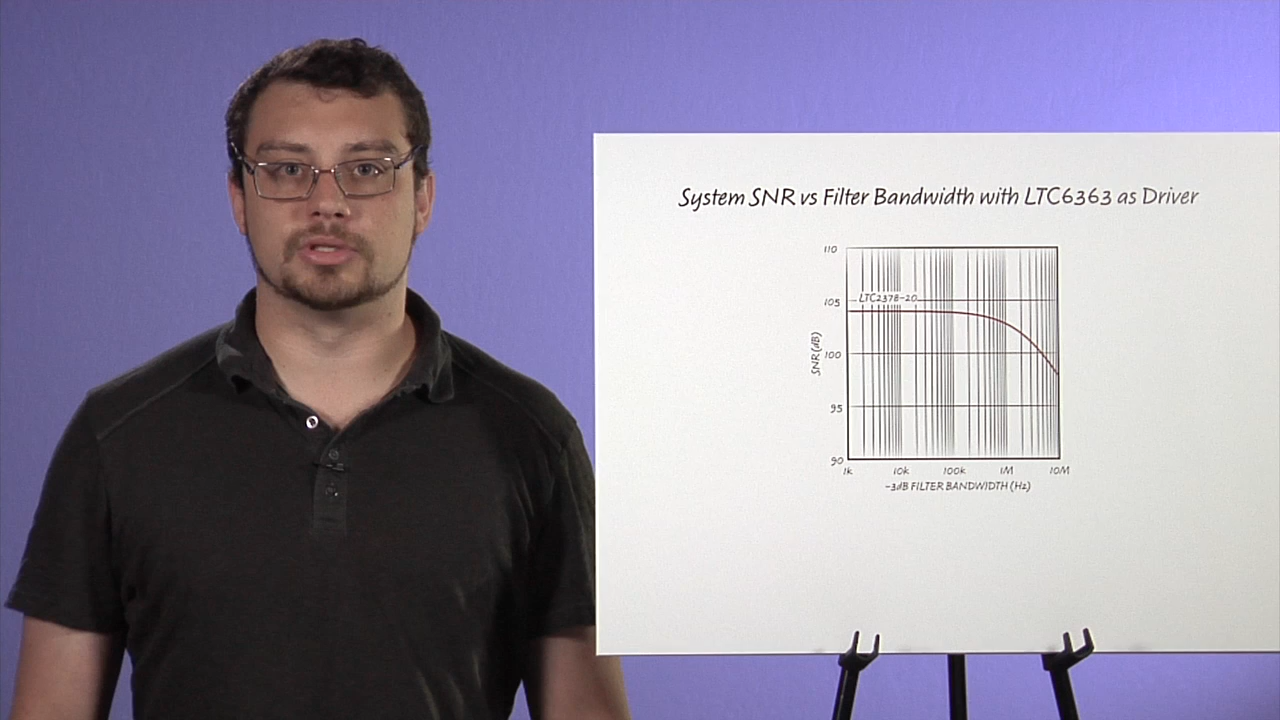 System SNR vs Filter Bandwidth with LTC6363 as Driver
110
105
LTC2378-20
100
95
90
SNR (dB)
1k 10k 100k 1M 10M
-3dB FILTER BANDWIDTH (Hz)